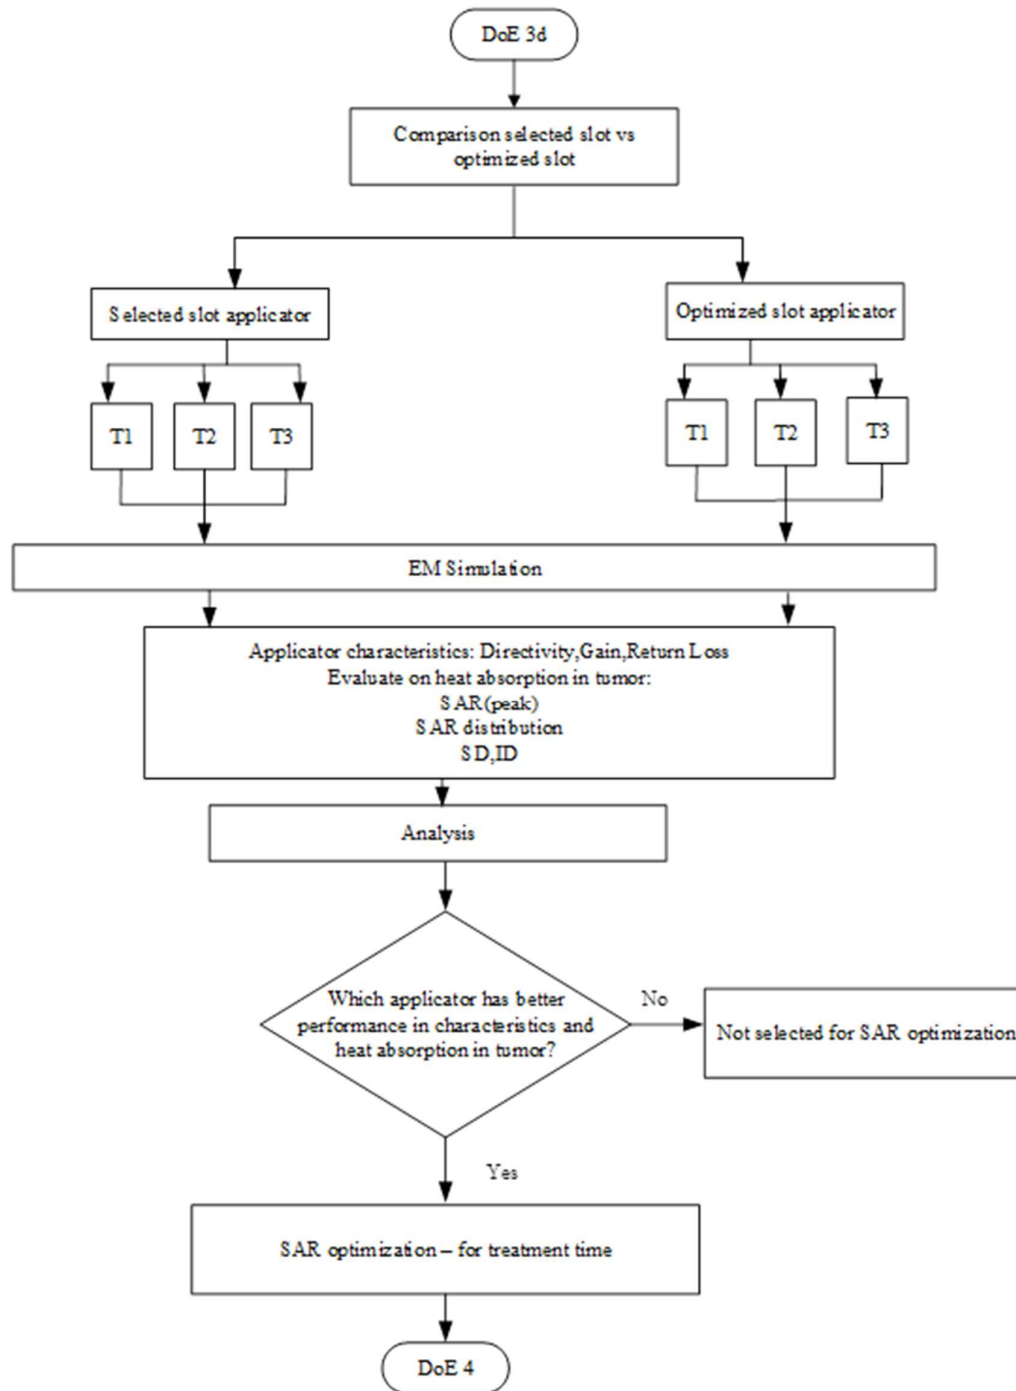 DoE 3d
Comparison selected slot vs
optimized slot
Selected slot applicator
Optimized slot applicator
T1
T2
T3
T1
T2
T3
EM Simulation
Applicator characteristics: Directivity,Gain,Return Loss
Evaluate on heat absorption in tumor:
SAR(peak)
SAR distribution
SD,ID
Analysis
Which applicator has better
performance in characteristics and
heat absorption in tumor?
No
Not selected for SAR optimization
Yes
SAR optimization – for treatment time
DoE 4